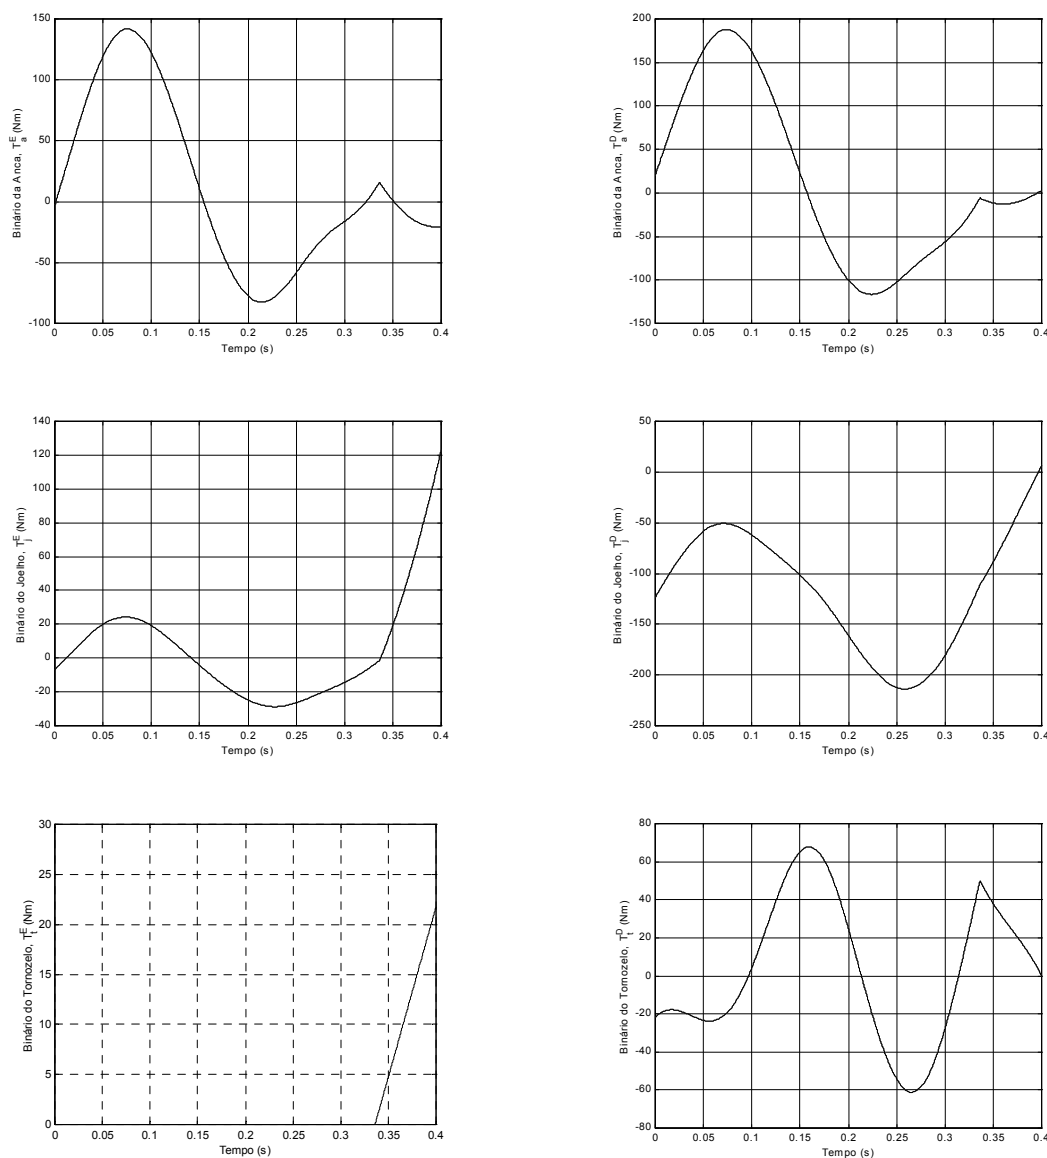 150
100
50
0
-50
-100
0 0.05 0.1 0.15 0.2 0.25 0.3 0.35 0.4
Tempo (s)
Binário da Anca, T_a^E (Nm)
200
150
100
50
0
-50
-100
-150
0 0.05 0.1 0.15 0.2 0.25 0.3 0.35 0.4
Tempo (s)
Binário da Anca, T_a^D (Nm)
140
120
100
80
60
40
20
0
-20
-40
0 0.05 0.1 0.15 0.2 0.25 0.3 0.35 0.4
Tempo (s)
Binário do Joelho, T_j^E (Nm)
50
0
-50
-100
-150
-200
-250
0 0.05 0.1 0.15 0.2 0.25 0.3 0.35 0.4
Tempo (s)
Binário do Joelho, T_j^D (Nm)
30
25
20
15
10
5
0
0 0.05 0.1 0.15 0.2 0.25 0.3 0.35 0.4
Tempo (s)
Binário do Tornozelo, T_t^E (Nm)
80
60
40
20
0
-20
-40
-60
-80
0 0.05 0.1 0.15 0.2 0.25 0.3 0.35 0.4
Tempo (s)
Binário do Tornozelo, T_t^D (Nm)